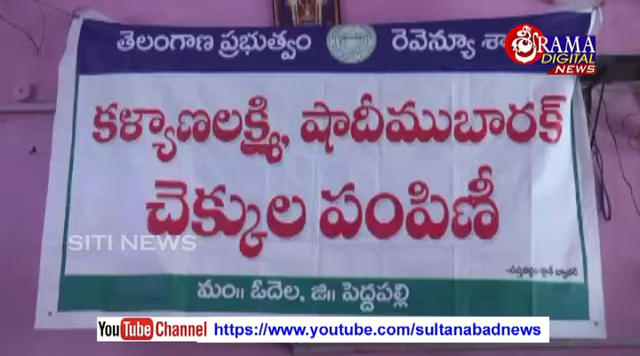 తెలంగాణ ప్రభుత్వం రెవెన్యూ
శ్రీRAMA
DIGITAL
NEWS
కళ్యాణలక్ష్మి, షాదీముబారక్
చెక్కుల పంపిణీ
SITI NEWS
మం॥ ఓదెల, జి॥ పెద్దపల్లి
YouTube Channel https://www.youtube.com/sultanabadnews